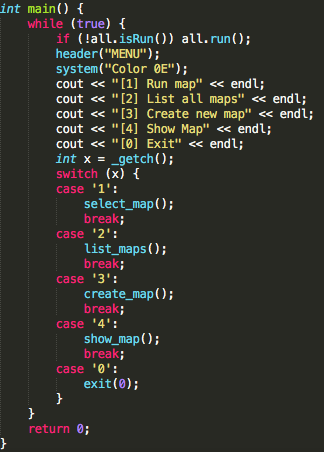 int main() {
    while (true) {
        if (!all.isRun()) all.run();
        header("MENU");
        system("Color 0E");
        cout << "[1] Run map" << endl;
        cout << "[2] List all maps" << endl;
        cout << "[3] Create new map" << endl;
        cout << "[4] Show Map" << endl;
        cout << "[0] Exit" << endl;
        int x = _getch();
        switch (x) {
        case '1':
            select_map();
            break;
        case '2':
            list_maps();
            break;
        case '3':
            create_map();
            break;
        case '4':
            show_map();
            break;
        case '0':
            exit(0);
        }
    }
    return 0;
}